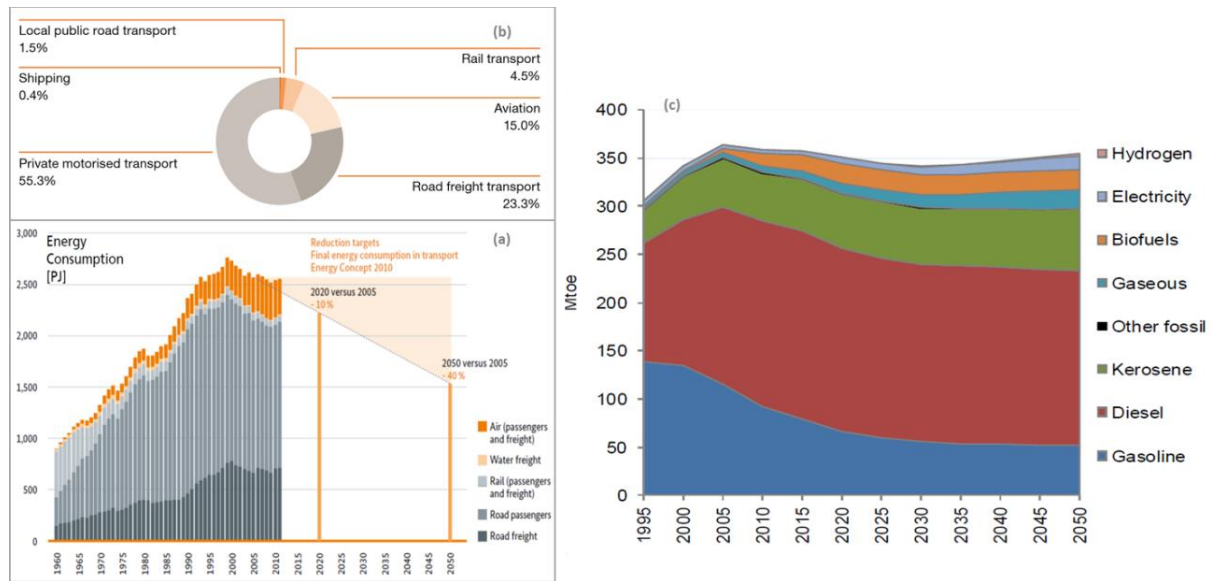 Local public road transport
1.5%
(b)
Rail transport
4.5%
Shipping
0.4%
Aviation
15.0%
Private motorised transport
55.3%
Road freight transport
23.3%
3,000
2,500
2,000
1,500
1,000
500
0
Energy
Consumption
[PJ]
(a)
Reduction targets
Final energy consumption in transport
Energy Concept 2010
2020 versus 2005
- 10 %
2050 versus 2005
- 40 %
Air (passengers
and freight)
Water freight
Rail (passengers
and freight)
Road passengers
Road freight
1960
1965
1970
1975
1980
1985
1990
1995
2000
2005
2010
2015
2020
2025
2030
2035
2040
2045
2050
(c)
Mtoe
400
350
300
250
200
150
100
50
0
1995
2000
2005
2010
2015
2020
2025
2030
2035
2040
2045
2050
Hydrogen
Electricity
Biofuels
Gaseous
Other fossil
Kerosene
Diesel
Gasoline